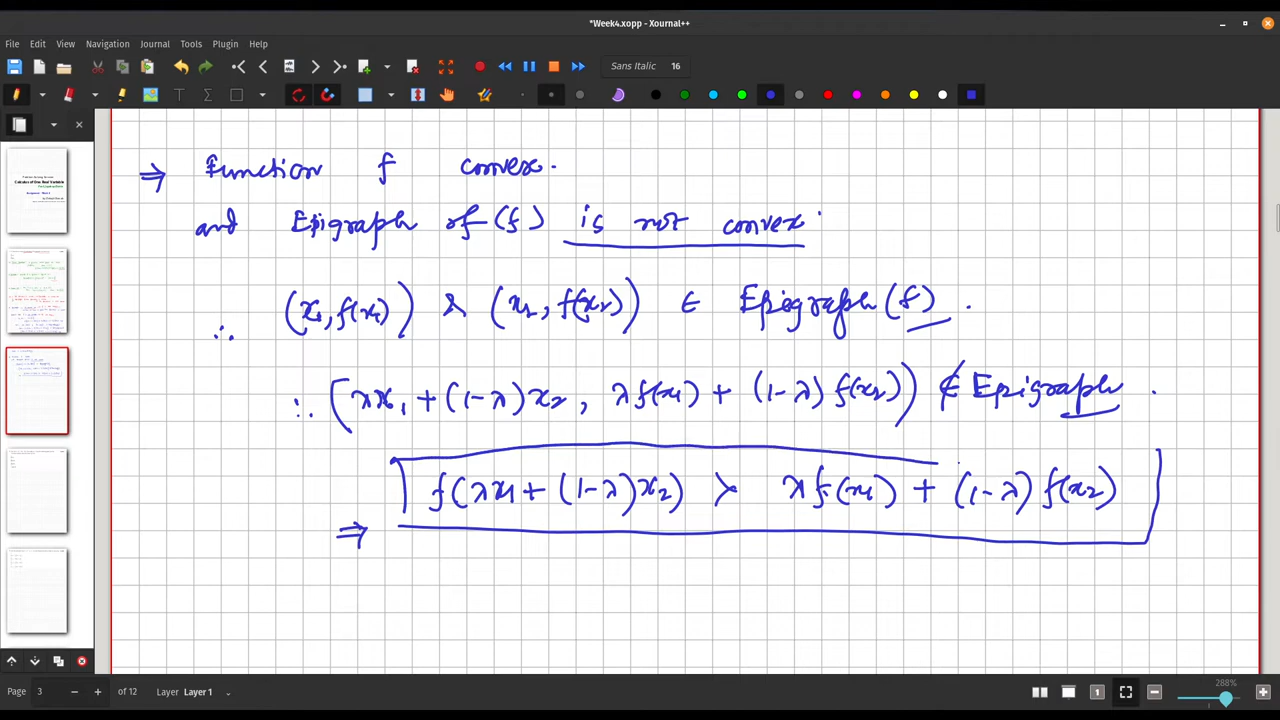 *Week4.xopp - Xournal++
File Edit View Navigation Journal Tools Plugin Help
Sans Italic 16
⇒ Function f convex.
and Epigraph of (f) is not convex.
∴ (x₁, f(x₁)) & (x₂, f(x₂)) ∈ Epigraph (f).
∴ (λx₁ + (1-λ)x₂, λf(x₁) + (1-λ) f(x₂)) ∉ Epigraph.
⇒ f(λx₁ + (1-λ)x₂) > λf(x₁) + (1-λ) f(x₂)
Page 3 of 12 Layer Layer 1 1 288%